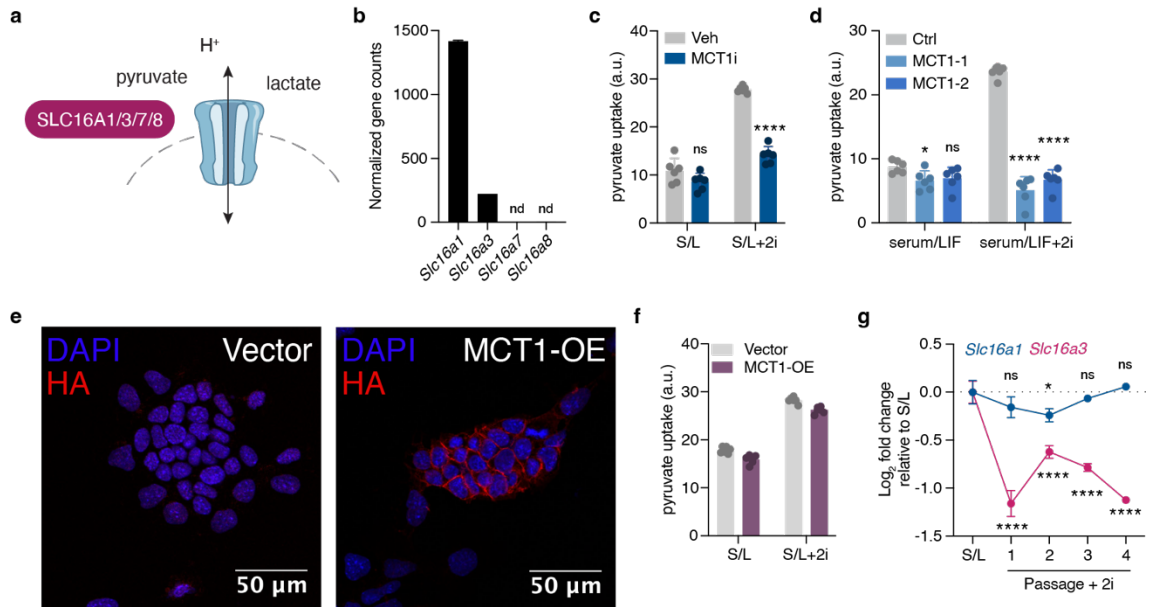 a
H⁺
pyruvate
lactate
SLC16A1/3/7/8
b
Normalized gene counts
1500
1000
500
0
nd
nd
Slc16a1
Slc16a3
Slc16a7
Slc16a8
c
pyruvate uptake (a.u.)
40
30
20
10
0
Veh
MCT1i
ns
****
S/L
S/L+2i
d
pyruvate uptake (a.u.)
30
20
10
0
Ctrl
MCT1-1
MCT1-2
*
ns
****
****
serum/LIF
serum/LIF+2i
e
DAPI
HA
Vector
50 µm
DAPI
HA
MCT1-OE
50 µm
f
pyruvate uptake (a.u.)
40
30
20
10
0
Vector
MCT1-OE
S/L
S/L+2i
g
Log₂ fold change
relative to S/L
0.5
0.0
-0.5
-1.0
-1.5
Slc16a1 Slc16a3
ns
*
ns
ns
****
****
****
****
S/L
1
2
3
4
Passage + 2i